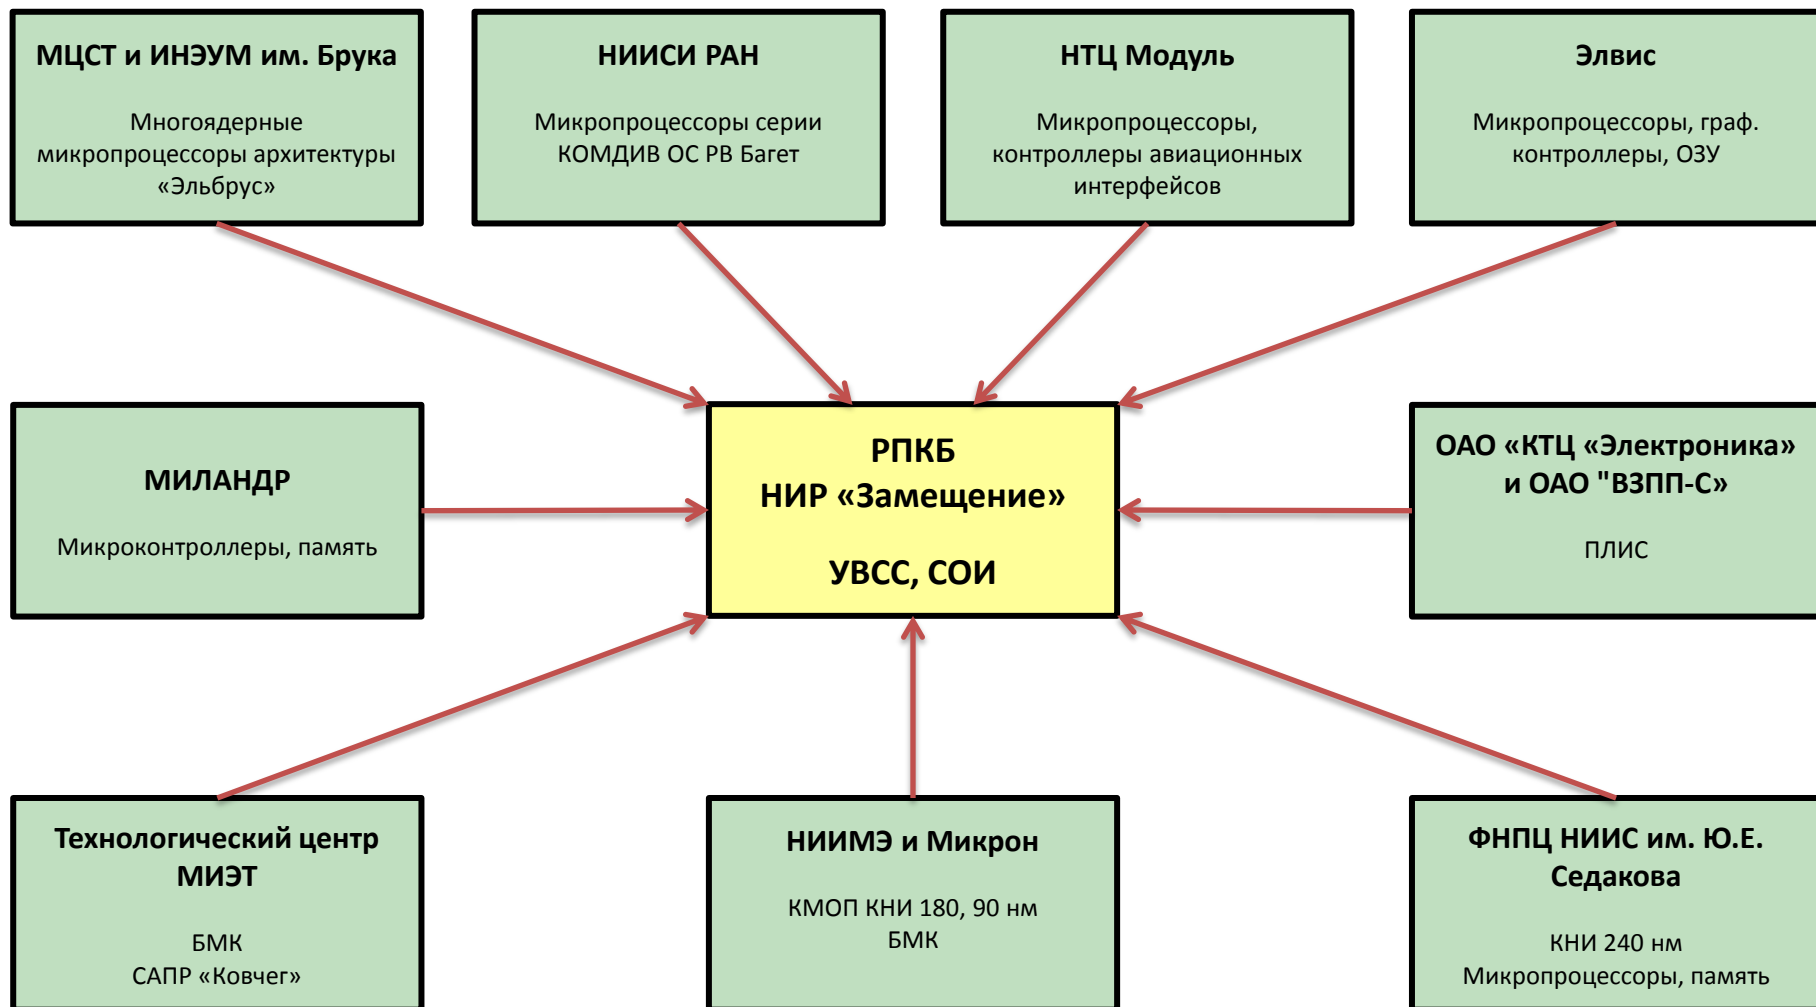 МЦСТ и ИНЭУМ им. Брука
Многоядерные
микропроцессоры архитектуры
«Эльбрус»
НИИСИ РАН
Микропроцессоры серии
КОМДИВ ОС РВ Багет
НТЦ Модуль
Микропроцессоры,
контроллеры авиационных
интерфейсов
Элвис
Микропроцессоры, граф.
контроллеры, ОЗУ
МИЛАНДР
Микроконтроллеры, память
РПКБ
НИР «Замещение»
УВСС, СОИ
ОАО «КТЦ «Электроника»
и ОАО "ВЗПП-С»
ПЛИС
Технологический центр
МИЭТ
БМК
САПР «Ковчег»
НИИМЭ и Микрон
КМОП КНИ 180, 90 нм
БМК
ФНПЦ НИИС им. Ю.Е.
Седакова
КНИ 240 нм
Микропроцессоры, память